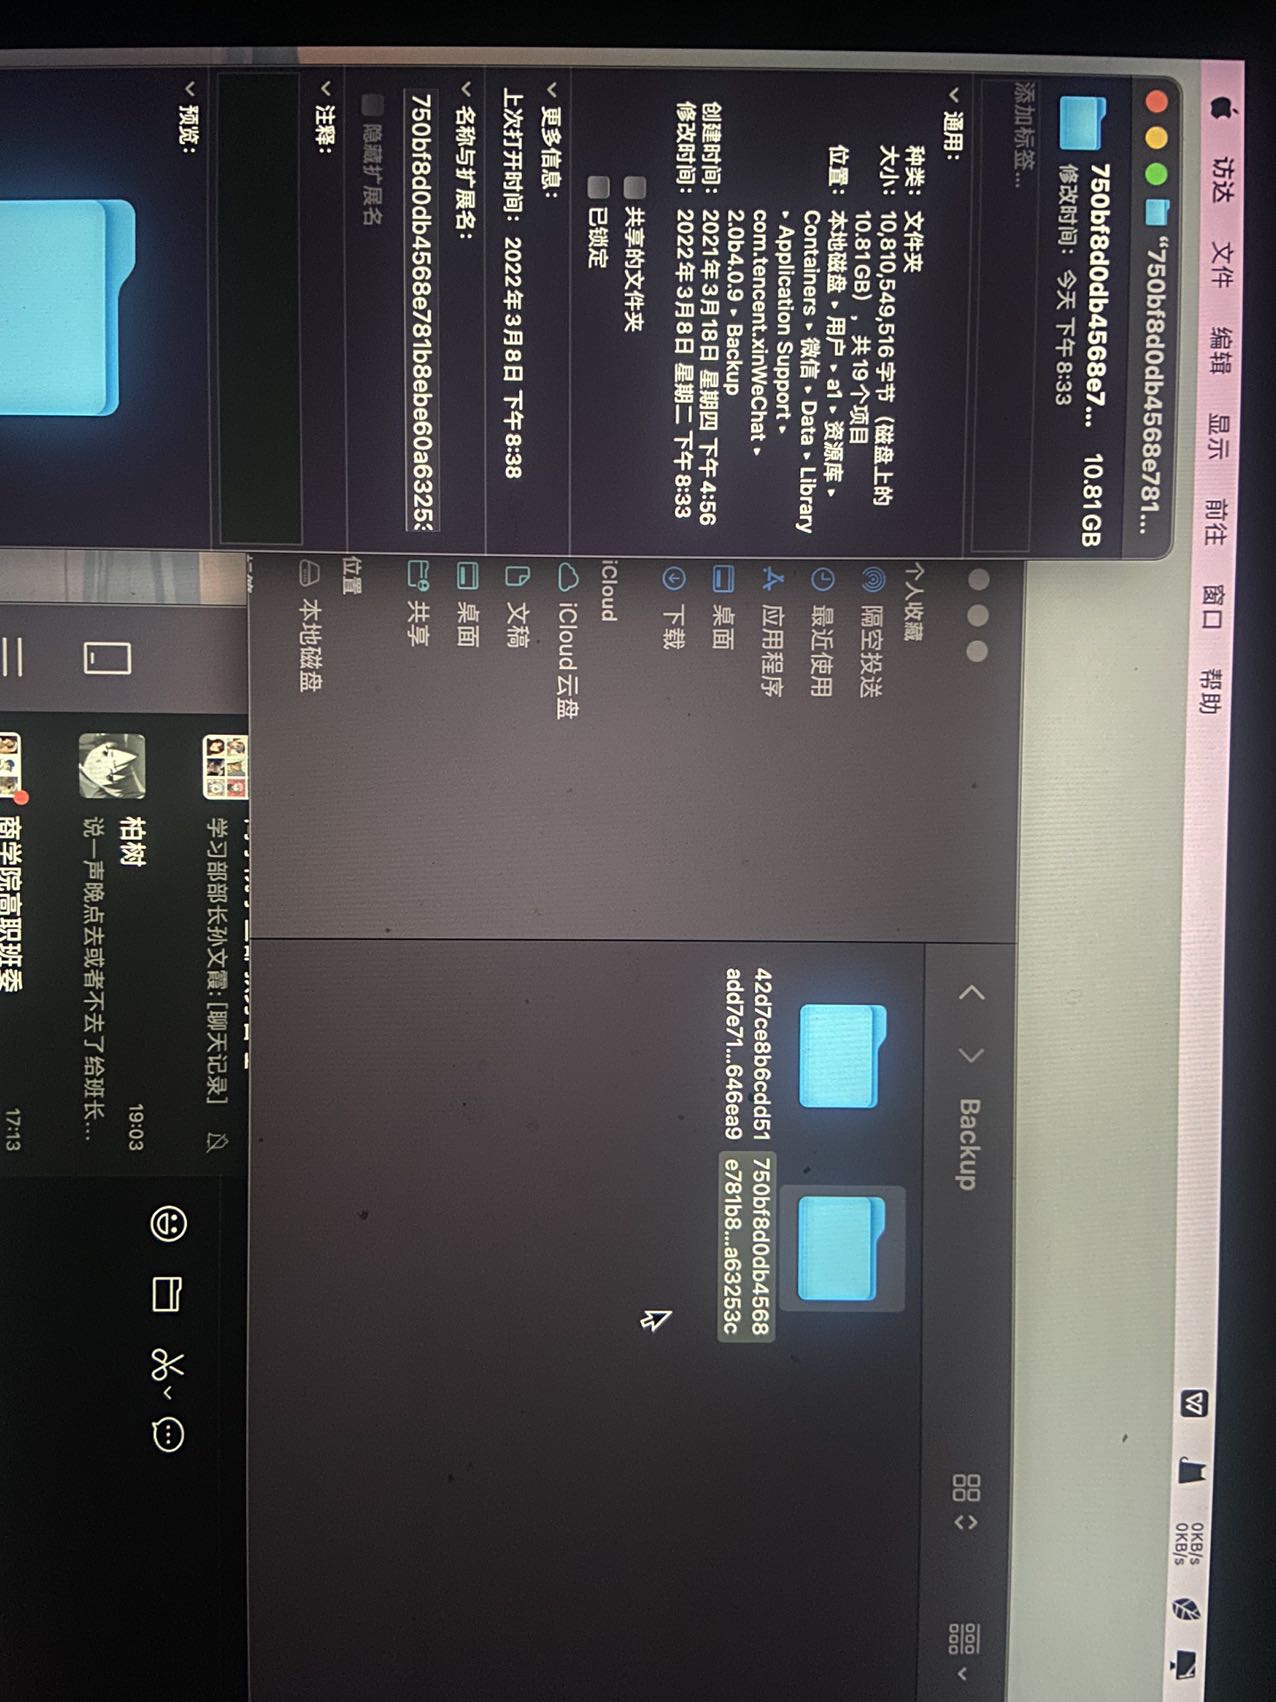 访达 文件 编辑 显示 前往 窗口 帮助
0KB/s
0KB/s
“750bf8d0db4568e781...
750bf8d0db4568e7... 10.81 GB
修改时间：今天 下午8:33
添加标签...
通用：
种类：文件夹
大小：10,810,549,516 字节（磁盘上的
10.81 GB），共 19 个项目
位置：本地磁盘 ▸ 用户 ▸ a1 ▸ 资源库 ▸
Containers ▸ 微信 ▸ Data ▸ Library
▸ Application Support ▸
com.tencent.xinWeChat ▸
2.0b4.0.9 ▸ Backup
创建时间：2021年3月18日 星期四 下午4:56
修改时间：2022年3月8日 星期二 下午8:33
共享的文件夹
已锁定
更多信息：
上次打开时间：2022年3月8日 下午8:38
名称与扩展名：
750bf8d0db4568e781b8ebe60a63253
隐藏扩展名
注释：
预览：
个人收藏
隔空投送
最近使用
应用程序
桌面
下载
iCloud
iCloud云盘
文稿
桌面
共享
位置
本地磁盘
Backup
42d7ce8b6cdd51
add7e71...646ea9
750bf8d0db4568
e781b8...a63253c
学习部部长孙文霞：[聊天记录]
柏树 19:03
说一声晚点去或者不去了给班长...
商学院高职班委 17:13